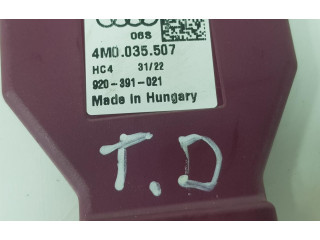 06S
4M0.035.507
HC4 31/22
920-391-021
Made in Hungary
T.D